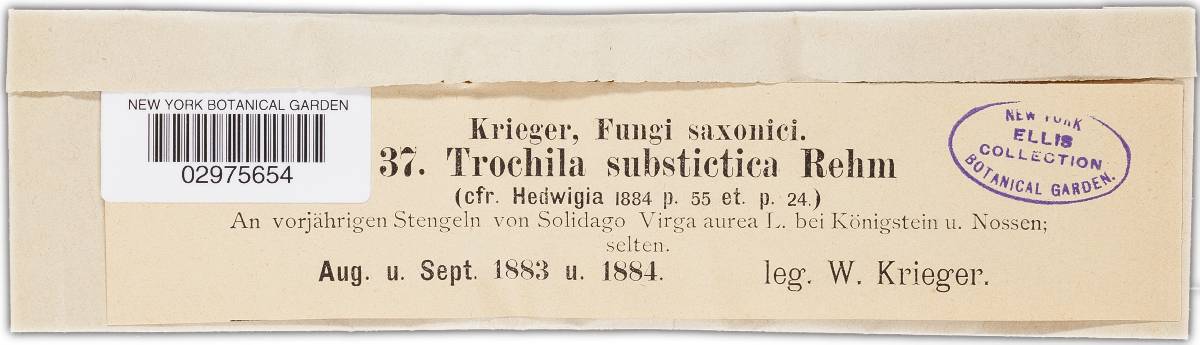 NEW YORK BOTANICAL GARDEN
02975654
Krieger, Fungi saxonici.
37. Trochila substictica Rehm
(cfr. Hedwigia 1884 p. 55 et. p. 24.)
An vorjährigen Stengeln von Solidago Virga aurea L. bei Königstein u. Nossen;
selten.
Aug. u. Sept. 1883 u. 1884. leg. W. Krieger.
NEW YORK
ELLIS
COLLECTION
BOTANICAL GARDEN.